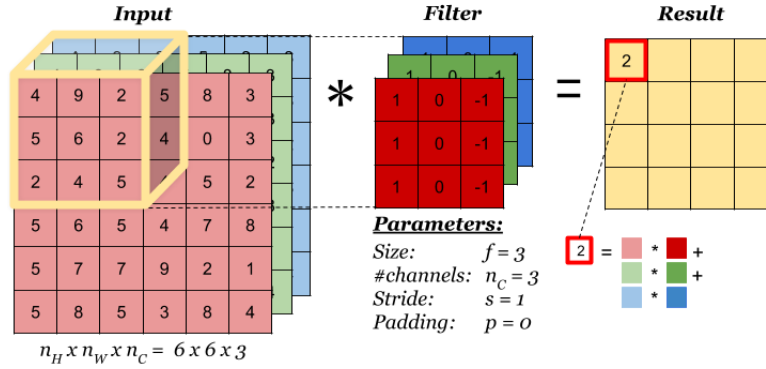 Input Filter Result
* =
4 9 2 5 8 3
5 6 2 4 0 3
2 4 5 4 5 2
5 6 5 4 7 8
5 7 7 9 2 1
5 8 5 3 8 4
n_H x n_W x n_C = 6 x 6 x 3
1 0 -1
1 0 -1
1 0 -1
1 0 -1
2
Parameters:
Size: f = 3
#channels: n_C = 3
Stride: s = 1
Padding: p = 0
2 = * +
* +
*